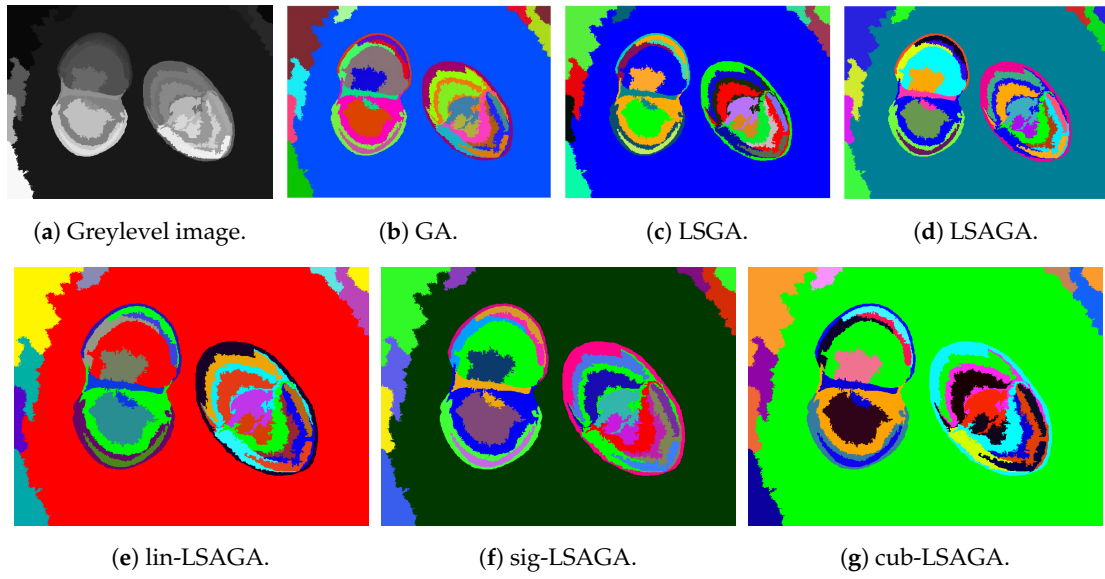 (a) Greylevel image.
(b) GA.
(c) LSGA.
(d) LSAGA.
(e) lin-LSAGA.
(f) sig-LSAGA.
(g) cub-LSAGA.